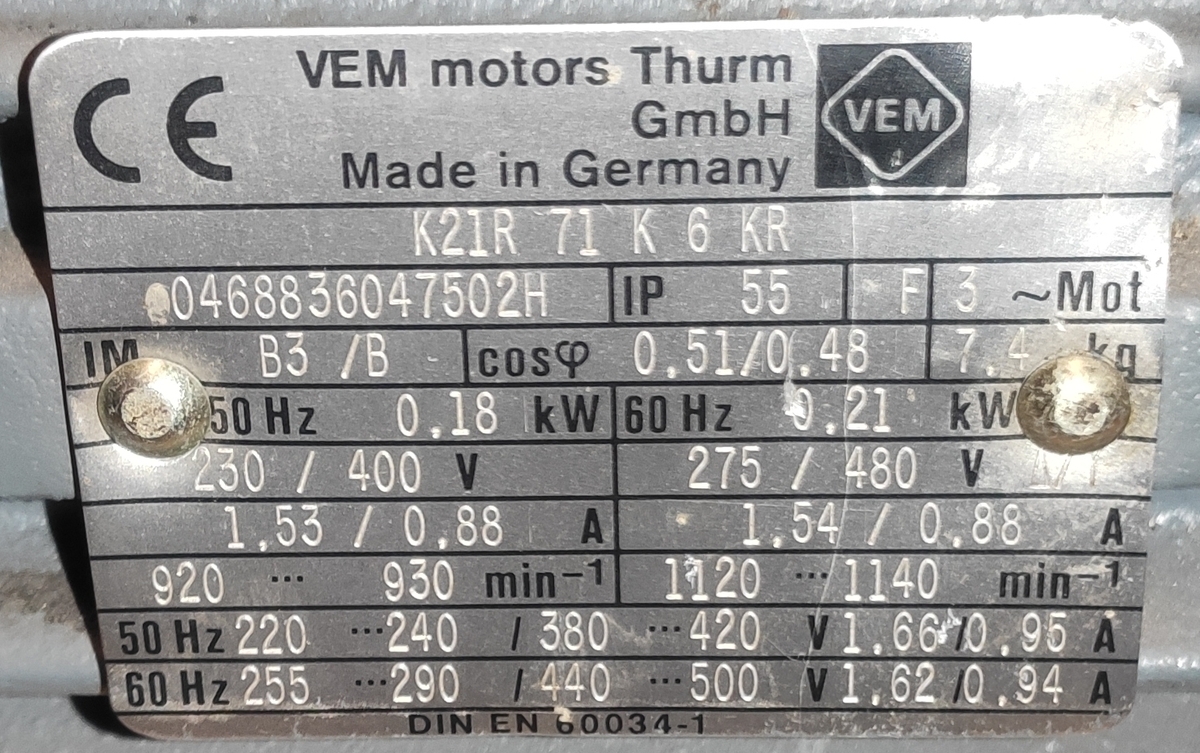 CE VEM motors Thurm
GmbH VEM
Made in Germany
K21R 71 K 6 KR
0468836047502H IP 55 F 3 ~Mot
IM B3 /B cosφ 0,51/0,48 7,4 kg
50 Hz 0,18 kW 60 Hz 0,21 kW
230 / 400 V 275 / 480 V
1,53 / 0,88 A 1,54 / 0,88 A
920 ... 930 min-1 1120 ... 1140 min-1
50 Hz 220 ...240 / 380 ...420 V 1,66/0,95 A
60 Hz 255 ...290 / 440 ...500 V 1,62/0,94 A
DIN EN 60034-1